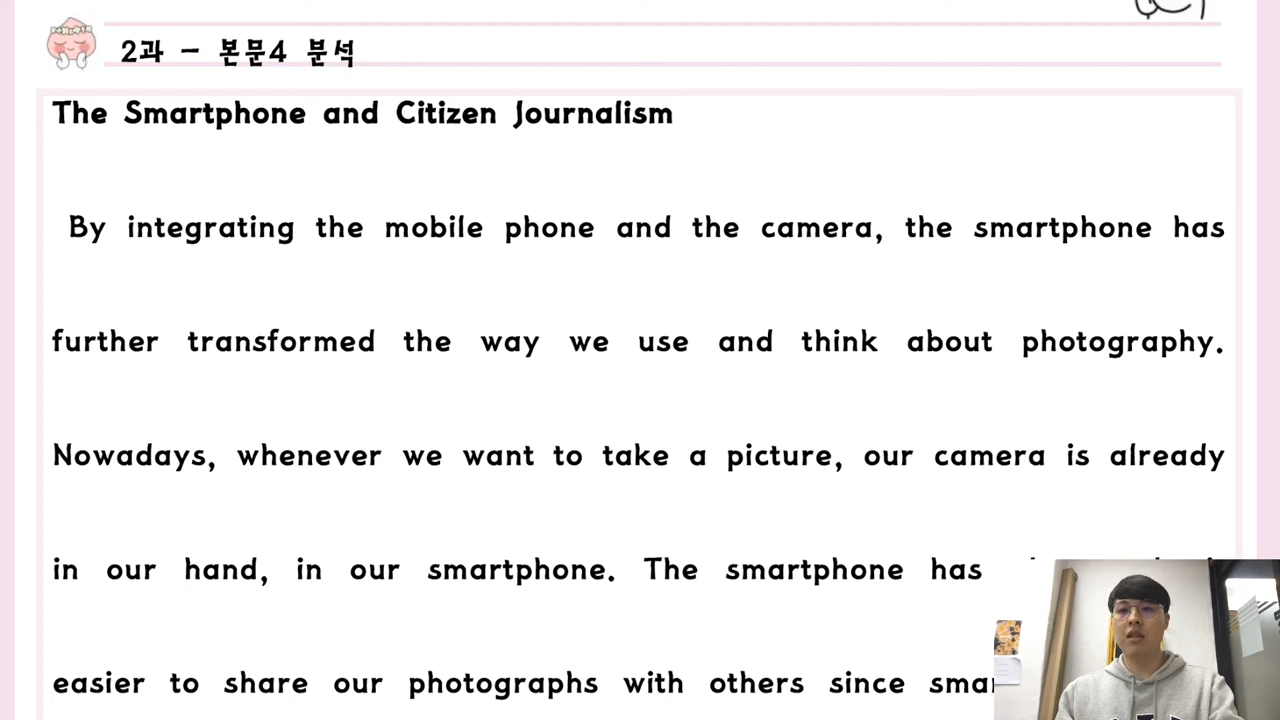 2과 - 본문4 분석
The Smartphone and Citizen Journalism
By integrating the mobile phone and the camera, the smartphone has
further transformed the way we use and think about photography.
Nowadays, whenever we want to take a picture, our camera is already
in our hand, in our smartphone. The smartphone has
easier to share our photographs with others since